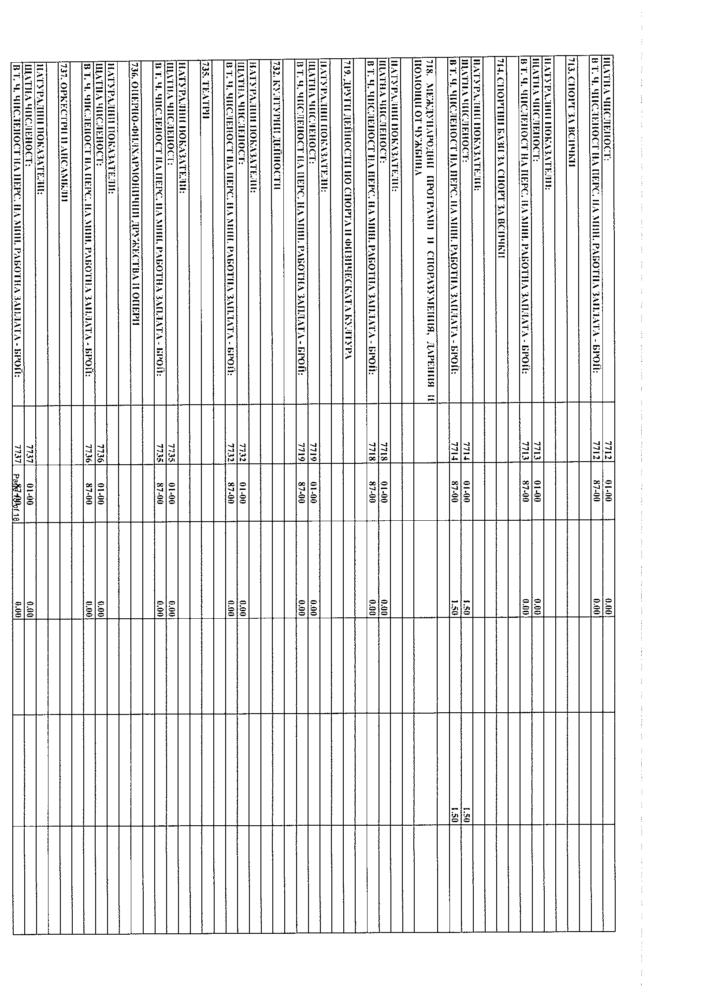 ЩАТНА ЧИСЛЕНОСТ: 7712 01-00 0.00
В Т. Ч. ЧИСЛЕНОСТ НА ПЕРС. НА МИН. РАБОТНА ЗАПЛАТА - БРОЙ: 7712 87-00 0.00
713. СПОРТ ЗА ВСИЧКИ
НАТУРАЛНИ ПОКАЗАТЕЛИ:
ЩАТНА ЧИСЛЕНОСТ: 7713 01-00 0.00
В Т. Ч. ЧИСЛЕНОСТ НА ПЕРС. НА МИН. РАБОТНА ЗАПЛАТА - БРОЙ: 7713 87-00 0.00
714. СПОРТНИ БАЗИ ЗА СПОРТ ЗА ВСИЧКИ
НАТУРАЛНИ ПОКАЗАТЕЛИ:
ЩАТНА ЧИСЛЕНОСТ: 7714 01-00 1.50 1.50
В Т. Ч. ЧИСЛЕНОСТ НА ПЕРС. НА МИН. РАБОТНА ЗАПЛАТА - БРОЙ: 7714 87-00 1.50 1.50
718. МЕЖДУНАРОДНИ ПРОГРАМИ И СПОРАЗУМЕНИЯ, ДАРЕНИЯ И
ПОМОЩИ ОТ ЧУЖБИНА
НАТУРАЛНИ ПОКАЗАТЕЛИ:
ЩАТНА ЧИСЛЕНОСТ: 7718 01-00 0.00
В Т. Ч. ЧИСЛЕНОСТ НА ПЕРС. НА МИН. РАБОТНА ЗАПЛАТА - БРОЙ: 7718 87-00 0.00
719. ДРУГИ ДЕЙНОСТИ ПО СПОРТА И ФИЗИЧЕСКАТА КУЛТУРА
НАТУРАЛНИ ПОКАЗАТЕЛИ:
ЩАТНА ЧИСЛЕНОСТ: 7719 01-00 0.00
В Т. Ч. ЧИСЛЕНОСТ НА ПЕРС. НА МИН. РАБОТНА ЗАПЛАТА - БРОЙ: 7719 87-00 0.00
732. КУЛТУРНИ ДЕЙНОСТИ
НАТУРАЛНИ ПОКАЗАТЕЛИ:
ЩАТНА ЧИСЛЕНОСТ: 7732 01-00 0.00
В Т. Ч. ЧИСЛЕНОСТ НА ПЕРС. НА МИН. РАБОТНА ЗАПЛАТА - БРОЙ: 7732 87-00 0.00
735. ТЕАТРИ
НАТУРАЛНИ ПОКАЗАТЕЛИ:
ЩАТНА ЧИСЛЕНОСТ: 7735 01-00 0.00
В Т. Ч. ЧИСЛЕНОСТ НА ПЕРС. НА МИН. РАБОТНА ЗАПЛАТА - БРОЙ: 7735 87-00 0.00
736. ОПЕРНО-ФИЛХАРМОНИЧНИ ДРУЖЕСТВА И ОПЕРИ
НАТУРАЛНИ ПОКАЗАТЕЛИ:
ЩАТНА ЧИСЛЕНОСТ: 7736 01-00 0.00
В Т. Ч. ЧИСЛЕНОСТ НА ПЕРС. НА МИН. РАБОТНА ЗАПЛАТА - БРОЙ: 7736 87-00 0.00
737. ОРКЕСТРИ И АНСАМБЛИ
НАТУРАЛНИ ПОКАЗАТЕЛИ:
ЩАТНА ЧИСЛЕНОСТ: 7737 01-00 0.00
В Т. Ч. ЧИСЛЕНОСТ НА ПЕРС. НА МИН. РАБОТНА ЗАПЛАТА - БРОЙ: 7737 87-00 0.00
Page of 18